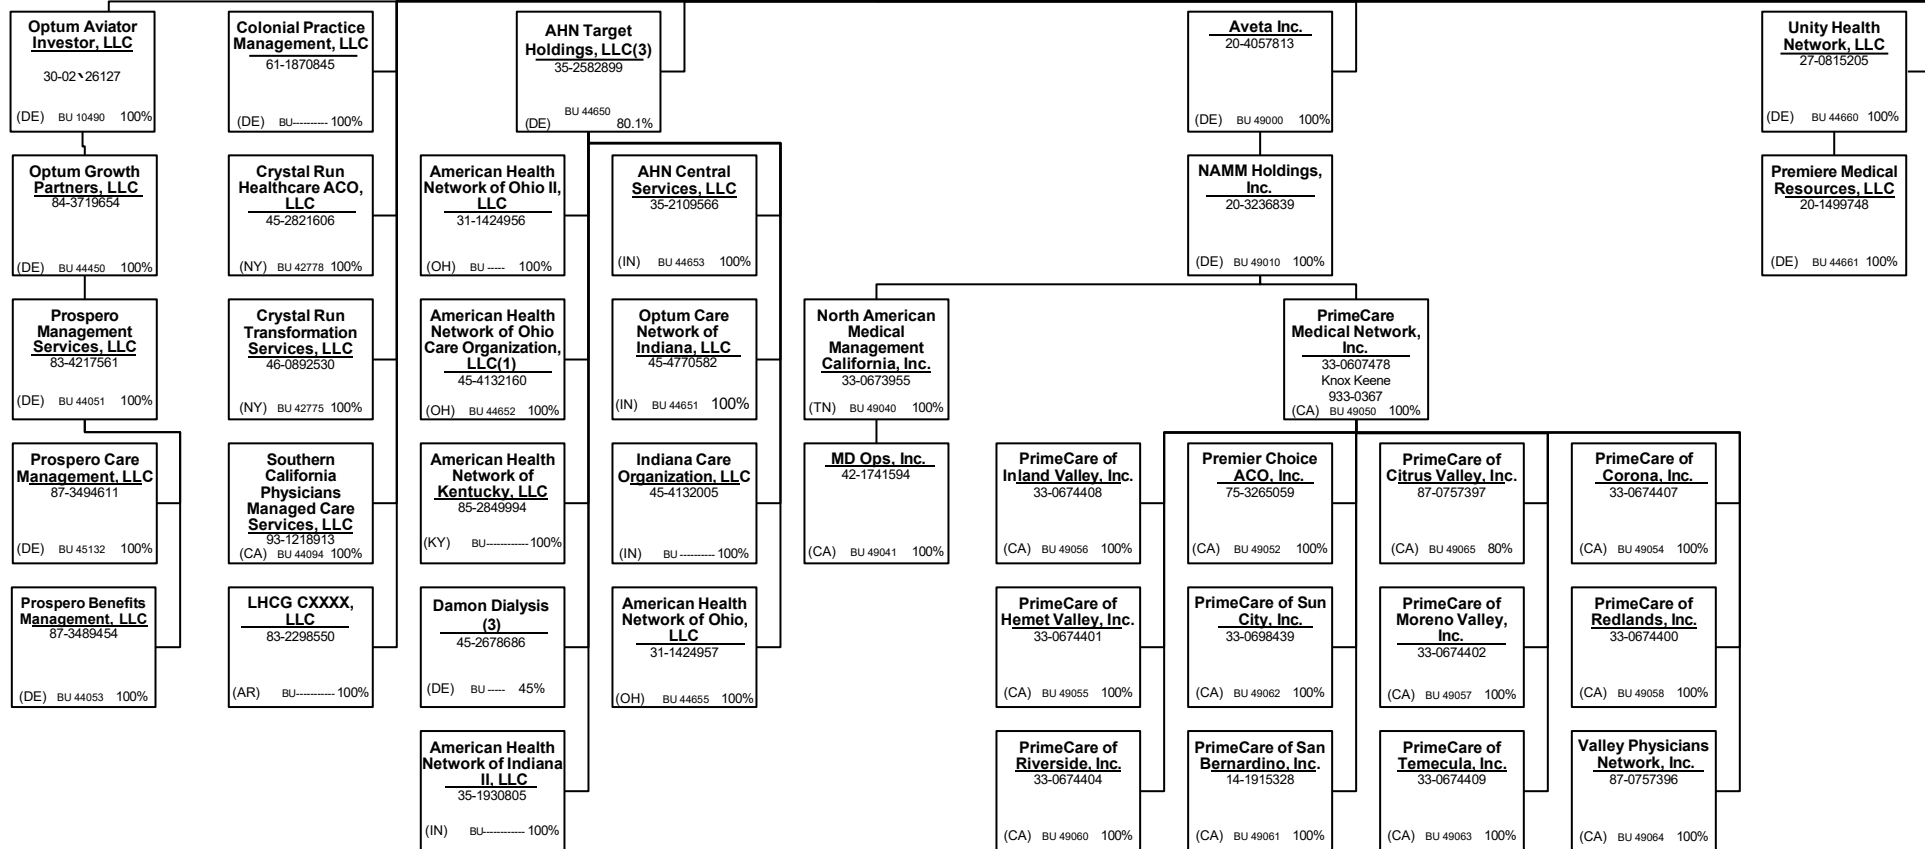 Optum Aviator
Investor, LLC
30-02`26127
(DE) BU 10490 100%
Colonial Practice
Management, LLC
61-1870845
(DE) BU---------- 100%
AHN Target
Holdings, LLC(3)
35-2582899
BU 44650
(DE) 80.1%
Aveta Inc.
20-4057813
(DE) BU 49000 100%
Unity Health
Network, LLC
27-0815205
(DE) BU 44660 100%
Optum Growth
Partners, LLC
84-3719654
(DE) BU 44450 100%
Crystal Run
Healthcare ACO,
LLC
45-2821606
(NY) BU 42778 100%
American Health
Network of Ohio II,
LLC
31-1424956
(OH) BU ----- 100%
AHN Central
Services, LLC
35-2109566
(IN) BU 44653 100%
NAMM Holdings,
Inc.
20-3236839
(DE) BU 49010 100%
Premiere Medical
Resources, LLC
20-1499748
(DE) BU 44661 100%
Prospero
Management
Services, LLC
83-4217561
(DE) BU 44051 100%
Crystal Run
Transformation
Services, LLC
46-0892530
(NY) BU 42775 100%
American Health
Network of Ohio
Care Organization,
LLC(1)
45-4132160
(OH) BU 44652 100%
Optum Care
Network of
Indiana, LLC
45-4770582
(IN) BU 44651 100%
North American
Medical
Management
California, Inc.
33-0673955
(TN) BU 49040 100%
PrimeCare
Medical Network,
Inc.
33-0607478
Knox Keene
933-0367
(CA) BU 49050 100%
Prospero Care
Management, LLC
87-3494611
(DE) BU 45132 100%
Southern
California
Physicians
Managed Care
Services, LLC
93-1218913
(CA) BU 44094 100%
American Health
Network of
Kentucky, LLC
85-2849994
(KY) BU------------ 100%
Indiana Care
Organization, LLC
45-4132005
(IN) BU ---------- 100%
MD Ops, Inc.
42-1741594
(CA) BU 49041 100%
PrimeCare of
Inland Valley, Inc.
33-0674408
(CA) BU 49056 100%
Premier Choice
ACO, Inc.
75-3265059
(CA) BU 49052 100%
PrimeCare of
Citrus Valley, Inc.
87-0757397
(CA) BU 49065 80%
PrimeCare of
Corona, Inc.
33-0674407
(CA) BU 49054 100%
Prospero Benefits
Management, LLC
87-3489454
(DE) BU 44053 100%
LHCG CXXXX,
LLC
83-2298550
(AR) BU----------- 100%
Damon Dialysis
(3)
45-2678686
(DE) BU ----- 45%
American Health
Network of Ohio,
LLC
31-1424957
(OH) BU 44655 100%
PrimeCare of
Hemet Valley, Inc.
33-0674401
(CA) BU 49055 100%
PrimeCare of Sun
City, Inc.
33-0698439
(CA) BU 49062 100%
PrimeCare of
Moreno Valley,
Inc.
33-0674402
(CA) BU 49057 100%
PrimeCare of
Redlands, Inc.
33-0674400
(CA) BU 49058 100%
American Health
Network of Indiana
II, LLC
35-1930805
(IN) BU------------ 100%
PrimeCare of
Riverside, Inc.
33-0674404
(CA) BU 49060 100%
PrimeCare of San
Bernardino, Inc.
14-1915328
(CA) BU 49061 100%
PrimeCare of
Temecula, Inc.
33-0674409
(CA) BU 49063 100%
Valley Physicians
Network, Inc.
87-0757396
(CA) BU 49064 100%